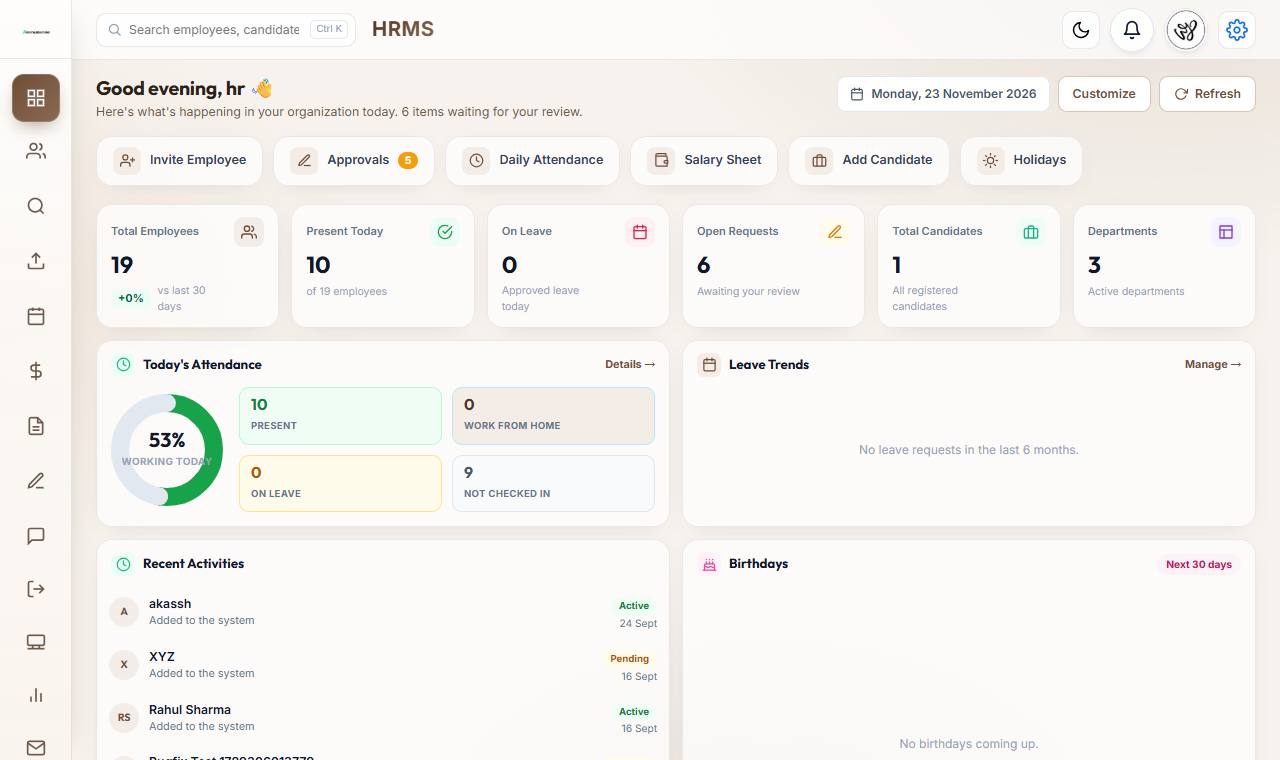 Search employees, candidate
Ctrl K
HRMS
Good evening, hr 👋
Here's what's happening in your organization today. 6 items waiting for your review.
Monday, 23 November 2026
Customize
Refresh
Invite Employee
Approvals 5
Daily Attendance
Salary Sheet
Add Candidate
Holidays
Total Employees
19
+0%
vs last 30
days
Present Today
10
of 19 employees
On Leave
0
Approved leave
today
Open Requests
6
Awaiting your review
Total Candidates
1
All registered
candidates
Departments
3
Active departments
Today's Attendance
Details →
53%
WORKING TODAY
10
PRESENT
0
WORK FROM HOME
0
ON LEAVE
9
NOT CHECKED IN
Leave Trends
Manage →
No leave requests in the last 6 months.
Recent Activities
A
akassh
Added to the system
Active
24 Sept
X
XYZ
Added to the system
Pending
16 Sept
RS
Rahul Sharma
Added to the system
Active
16 Sept
Birthdays
Next 30 days
No birthdays coming up.